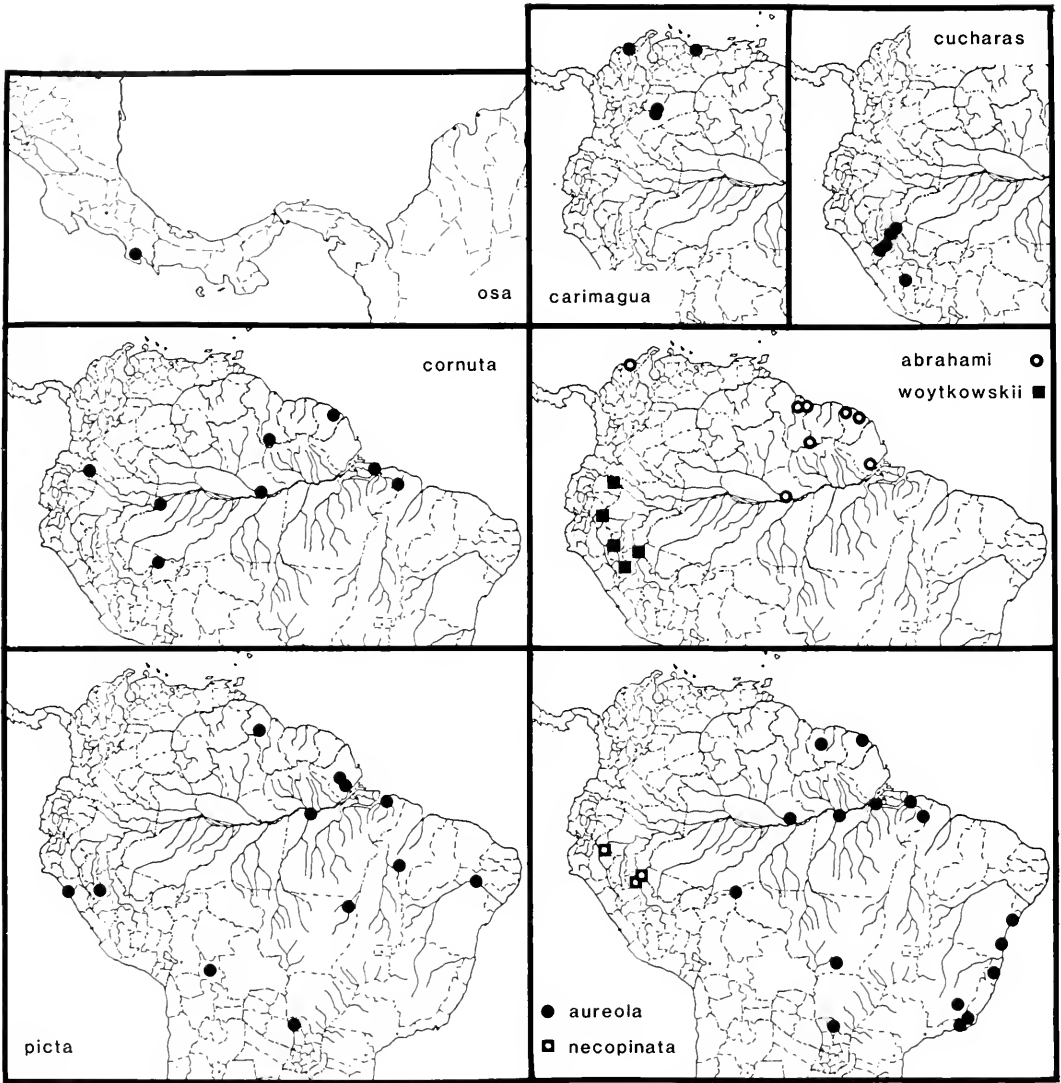 cucharas
osa
carimagua
cornuta
abrahami
woytkowskii
picta
aureola
necopinata